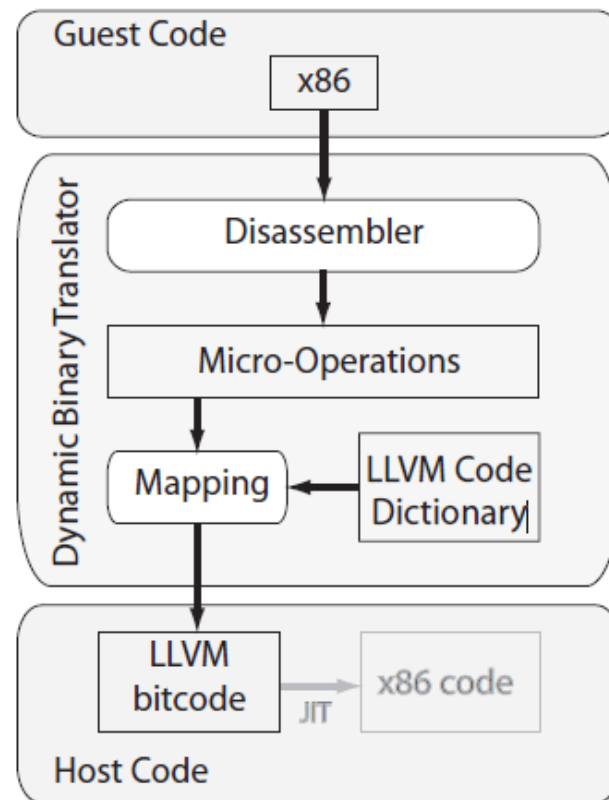 Guest Code
x86
Dynamic Binary Translator
Disassembler
Micro-Operations
Mapping
LLVM Code
Dictionary
LLVM
bitcode
JIT
x86 code
Host Code